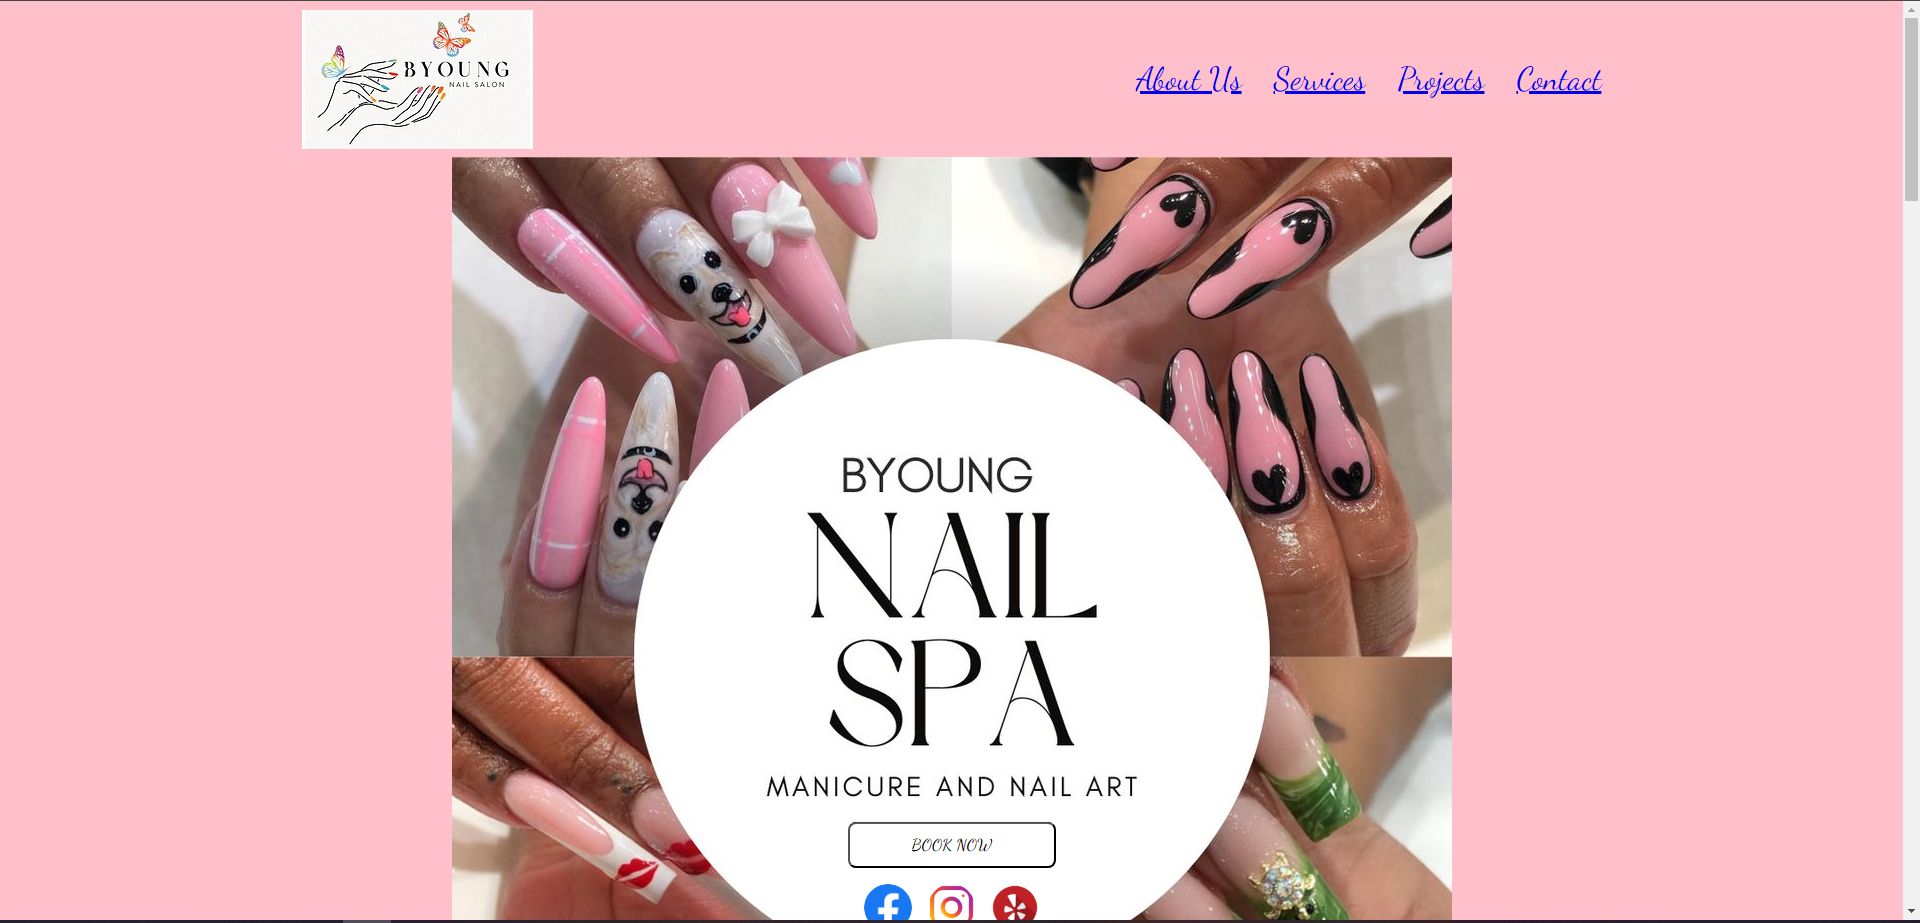 BYOUNG
NAIL SALON
About Us Services Projects Contact
BYOUNG
NAIL
SPA
MANICURE AND NAIL ART
BOOK NOW